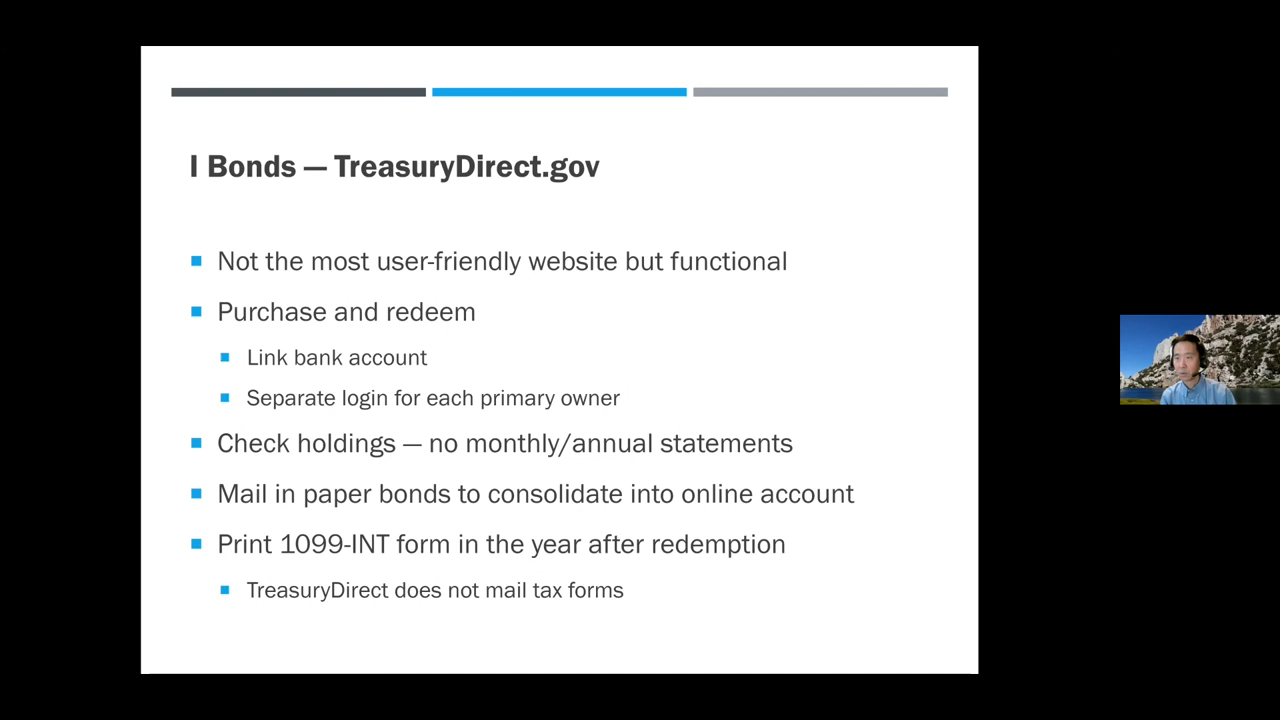 I Bonds — TreasuryDirect.gov
Not the most user-friendly website but functional
Purchase and redeem
Link bank account
Separate login for each primary owner
Check holdings — no monthly/annual statements
Mail in paper bonds to consolidate into online account
Print 1099-INT form in the year after redemption
TreasuryDirect does not mail tax forms